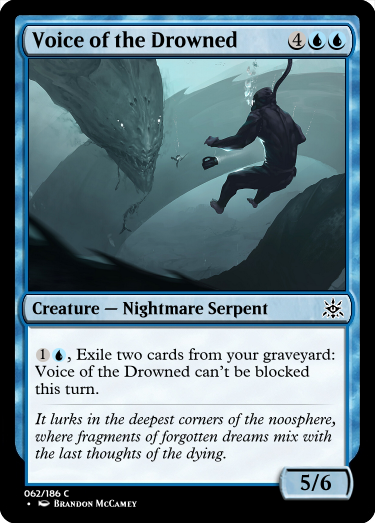 Voice of the Drowned 4
Creature — Nightmare Serpent
1, Exile two cards from your graveyard:
Voice of the Drowned can't be blocked
this turn.
It lurks in the deepest corners of the noosphere,
where fragments of forgotten dreams mix with
the last thoughts of the dying.
5/6
062/186 C
• Brandon McCamey